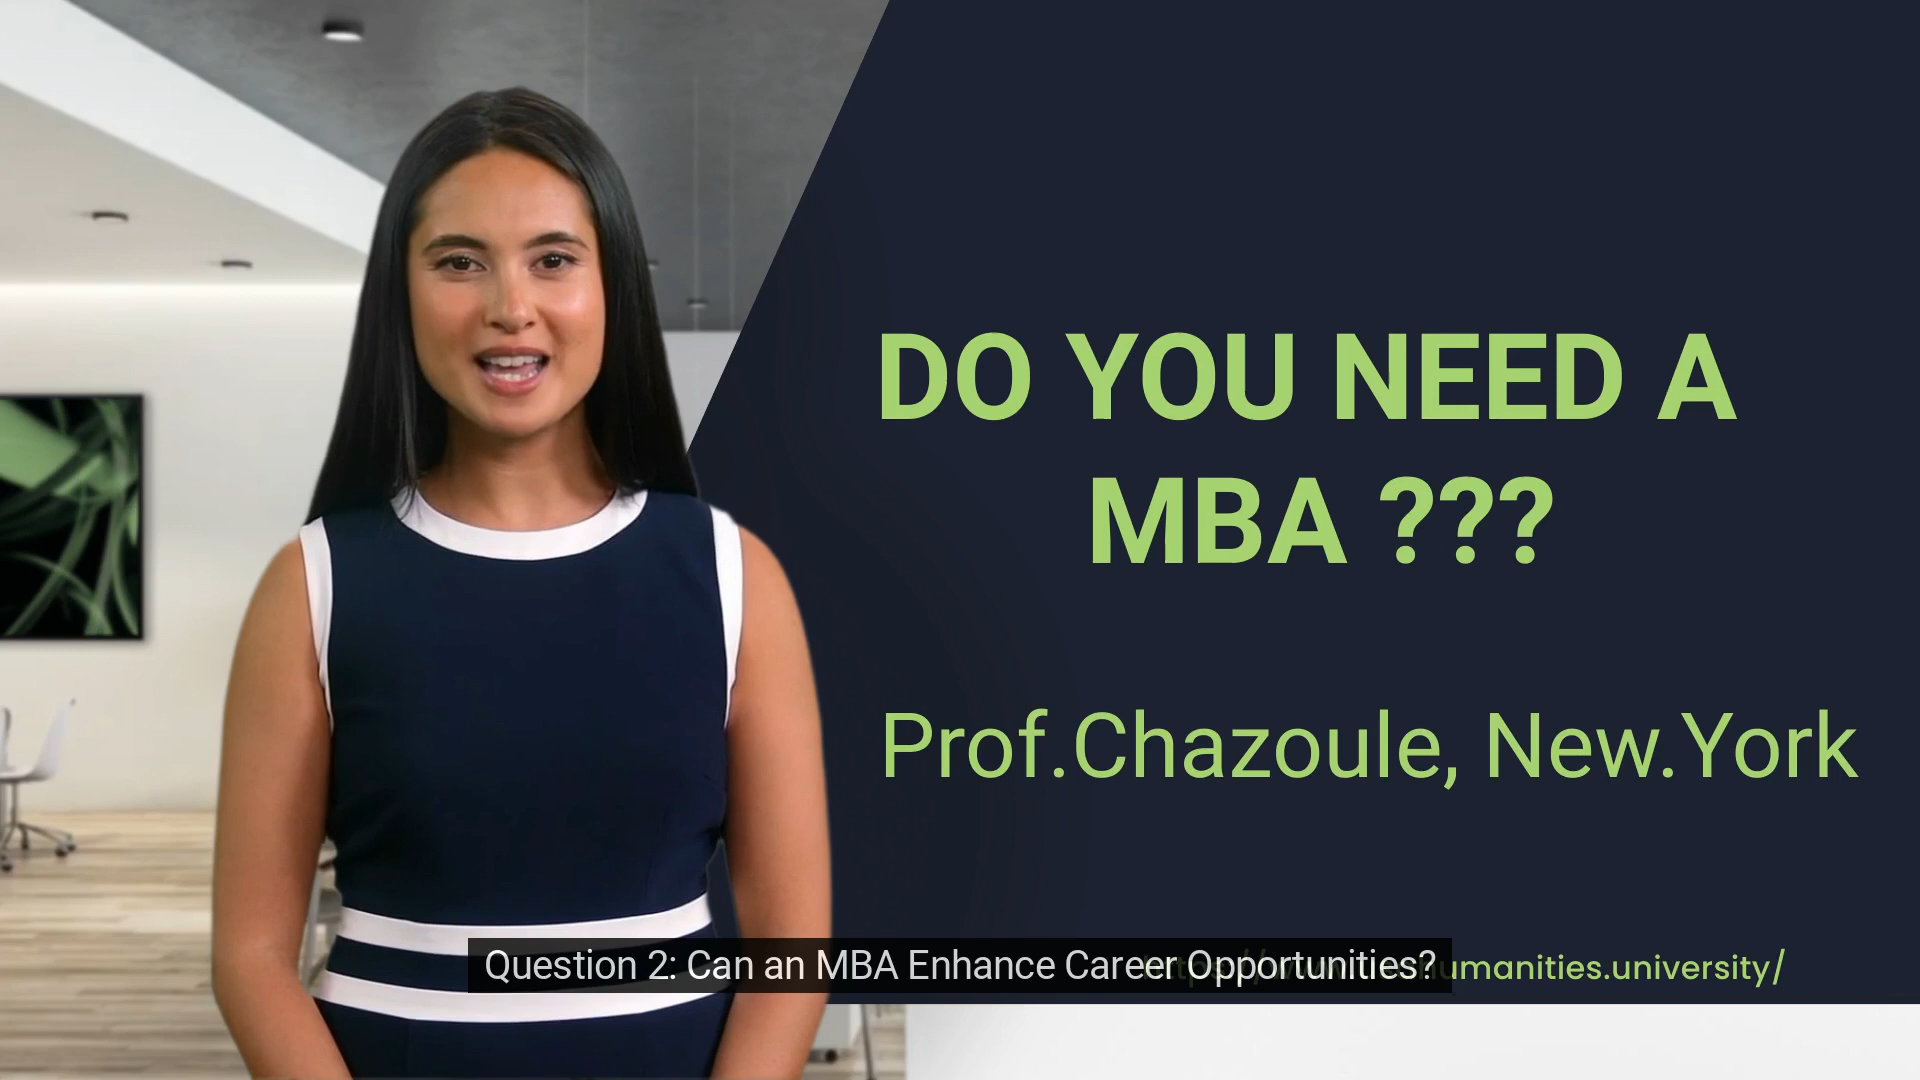 DO YOU NEED A
MBA ???
Prof.Chazoule, New.York
Question 2: Can an MBA Enhance Career Opportunities?
umanities.university/